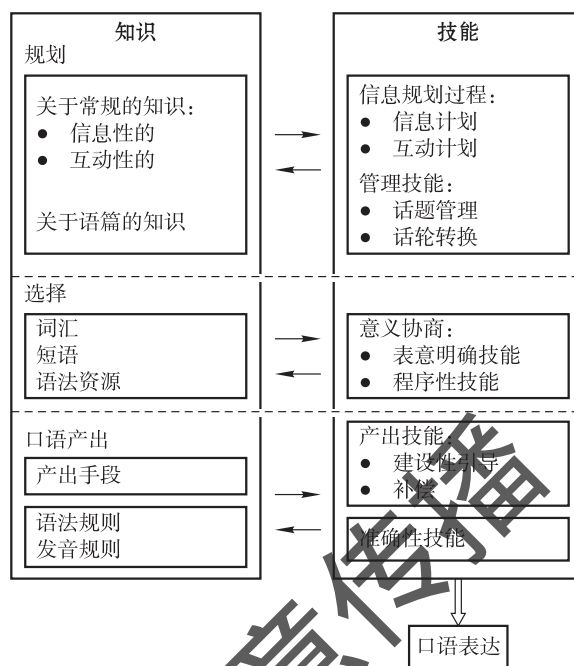 知识
技能
规划
关于常规的知识：
● 信息性的
● 互动性的
关于语篇的知识
信息规划过程：
● 信息计划
● 互动计划
管理技能：
● 话题管理
● 话轮转换
选择
词汇
短语
语法资源
意义协商：
● 表意明确技能
● 程序性技能
口语产出
产出手段
语法规则
发音规则
产出技能：
● 建设性引导
● 补偿
准确性技能
口语表达
意传播